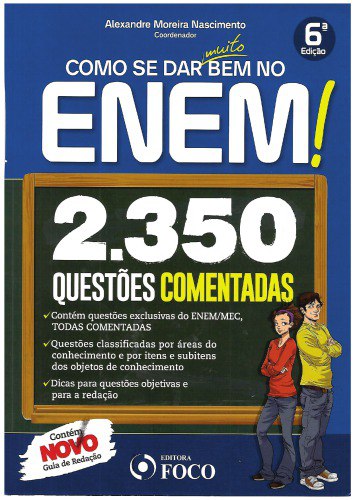 Alexandre Moreira Nascimento
Coordenador
6ª
Edição
muito
COMO SE DAR BEM NO
ENEM!
2.350
QUESTÕES COMENTADAS
✓ Contém questões exclusivas do ENEM/MEC,
TODAS COMENTADAS
✓ Questões classificadas por áreas do
conhecimento e por itens e subitens
dos objetos de conhecimento
✓ Dicas para questões objetivas e
para a redação
Contém
NOVO
Guia de Redação
EDITORA
FOCO